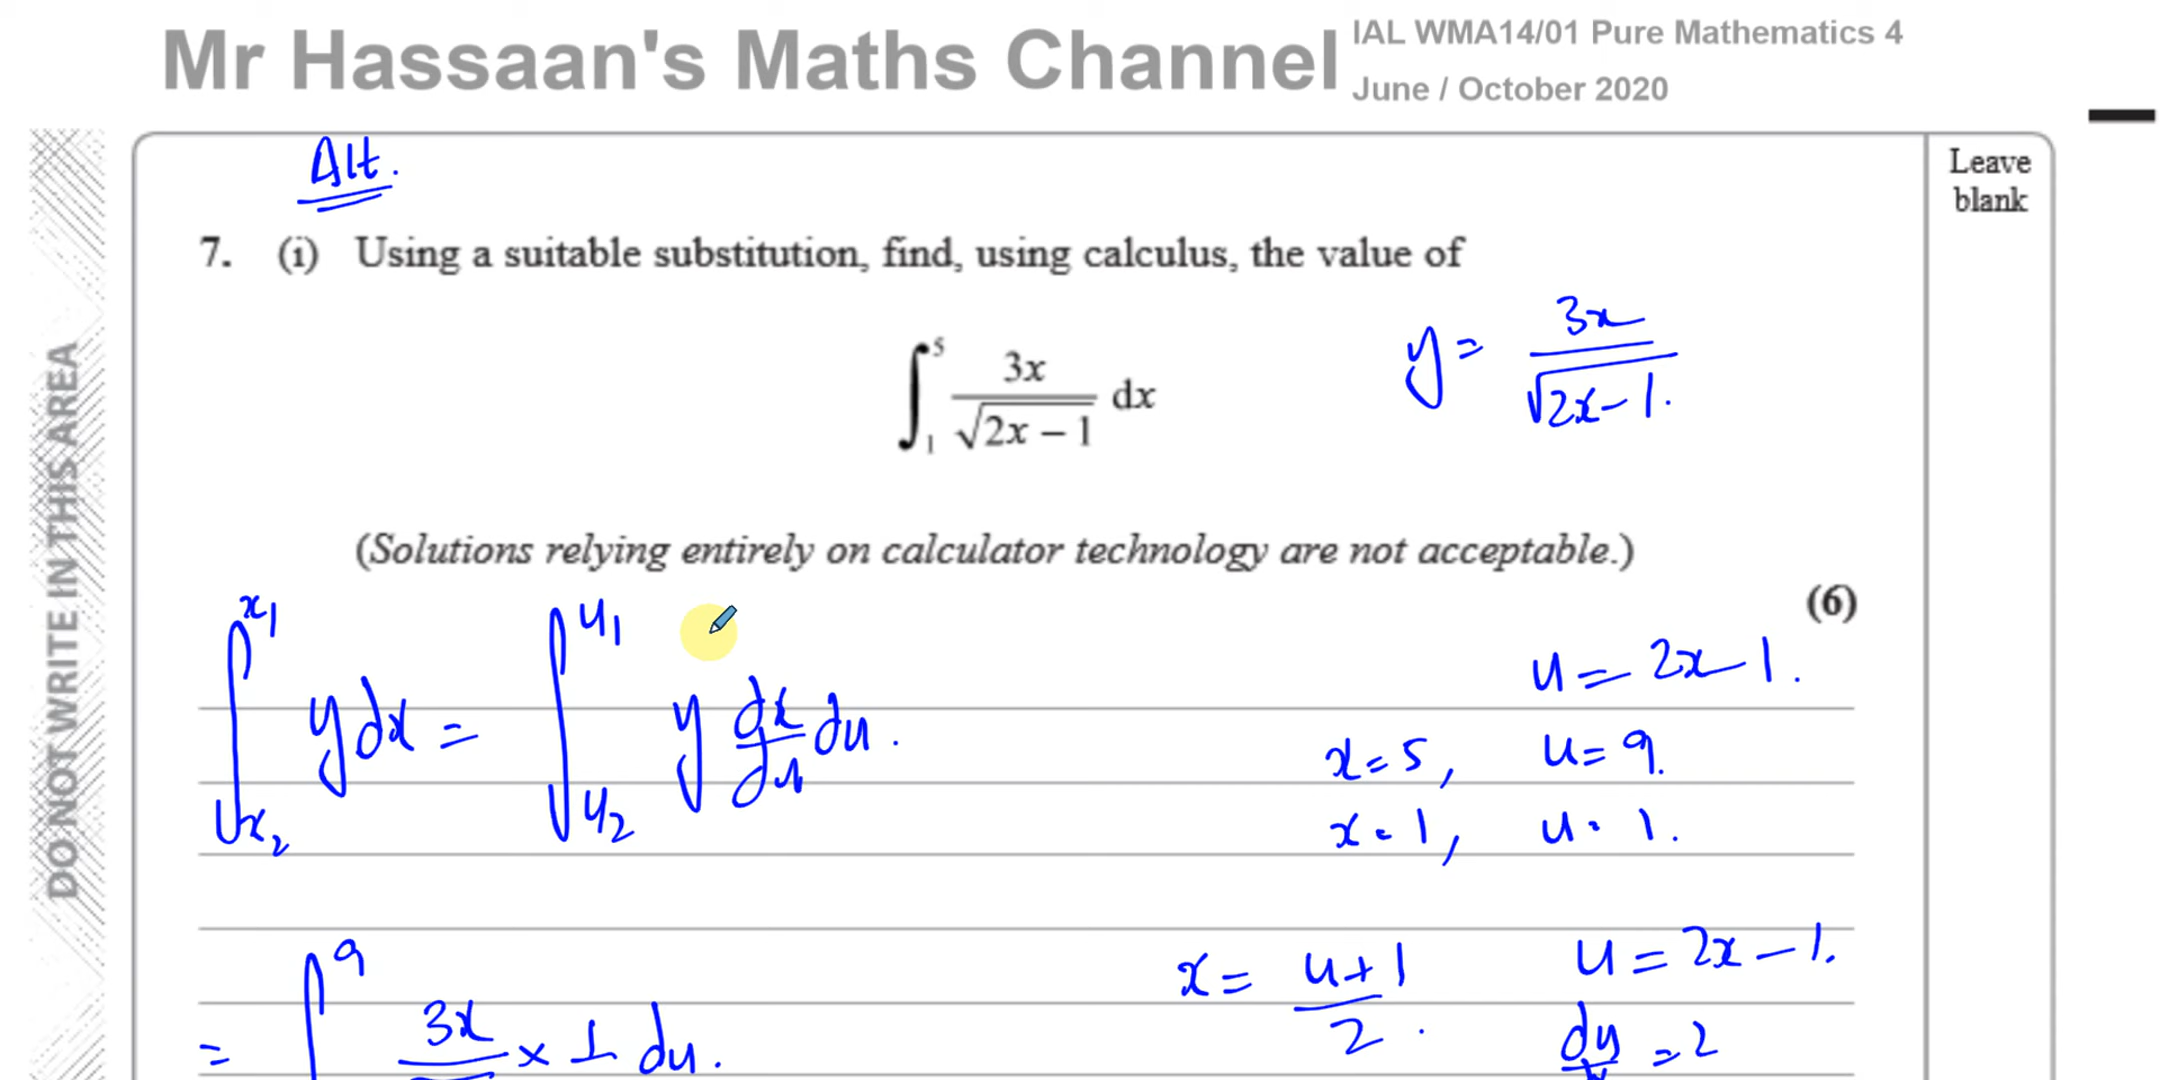 Mr Hassaan's Maths Channel
IAL WMA14/01 Pure Mathematics 4
June / October 2020
Leave
blank
DO NOT WRITE IN THIS AREA
Alt.
7. (i) Using a suitable substitution, find, using calculus, the value of
∫₁⁵ 3x/√(2x − 1) dx
y = 3x/√(2x−1).
(Solutions relying entirely on calculator technology are not acceptable.)
(6)
∫ₓ₂ˣ¹ y dx = ∫ᵤ₂ᵘ¹ y dx/du du.
u = 2x−1.
x=5, u=9.
x=1, u=1.
x = (u+1)/2.
u = 2x−1.
= ∫⁹ 3x × 1 du.
du = 2